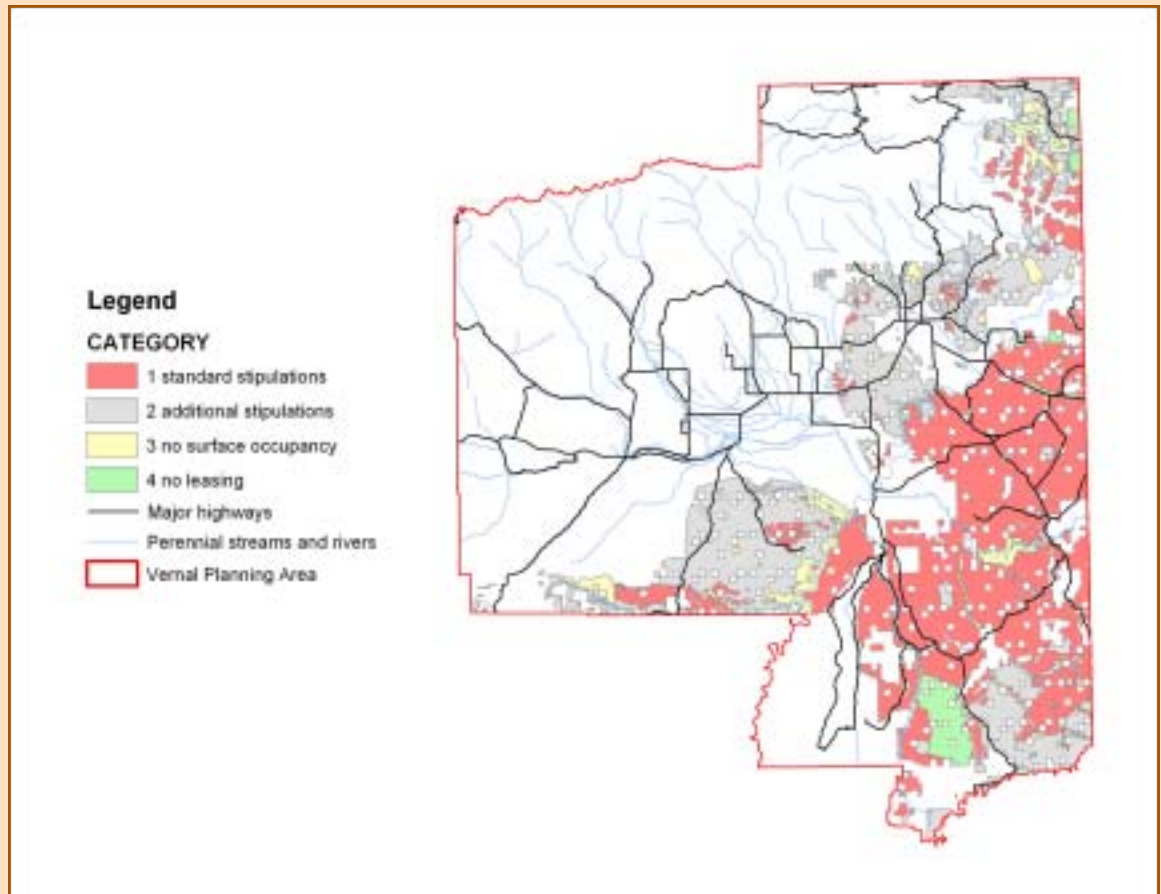 Legend
CATEGORY
1 standard stipulations
2 additional stipulations
3 no surface occupancy
4 no leasing
Major highways
Perennial streams and rivers
Vernal Planning Area